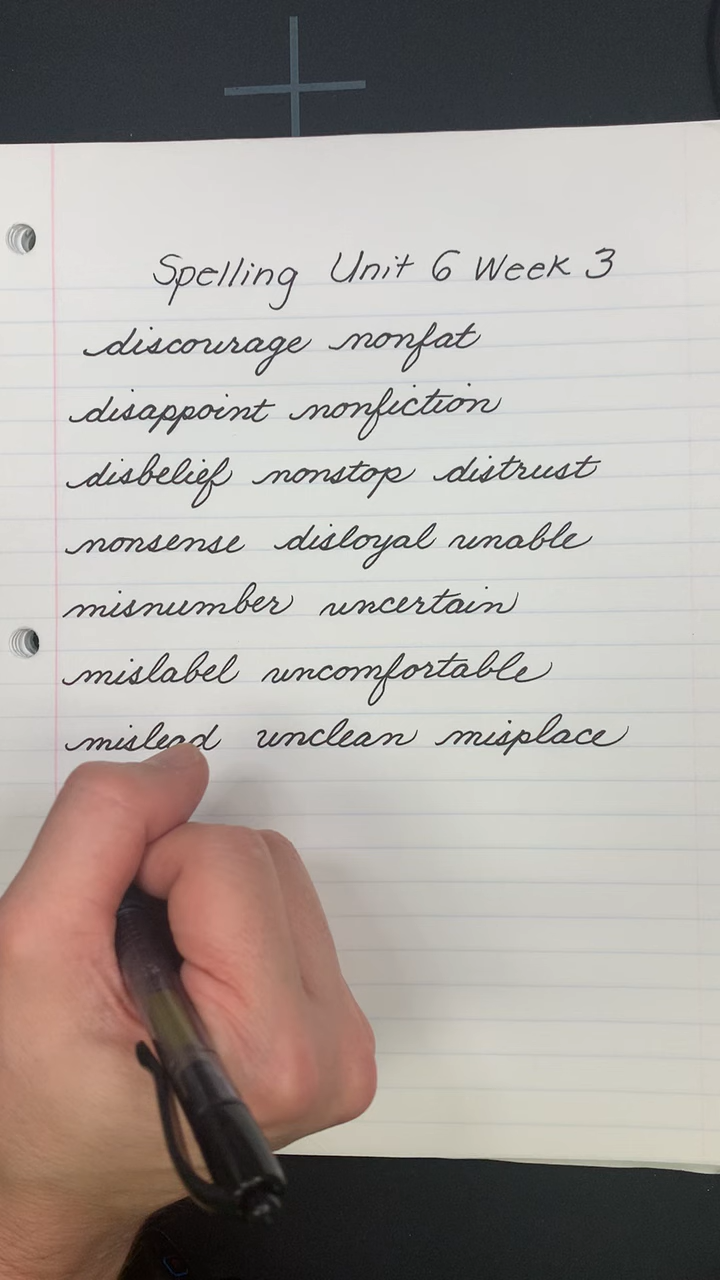 Spelling Unit 6 Week 3
discourage nonfat
disappoint nonfiction
disbelief nonstop distrust
nonsense disloyal unable
misnumber uncertain
mislabel uncomfortable
mislead unclean misplace